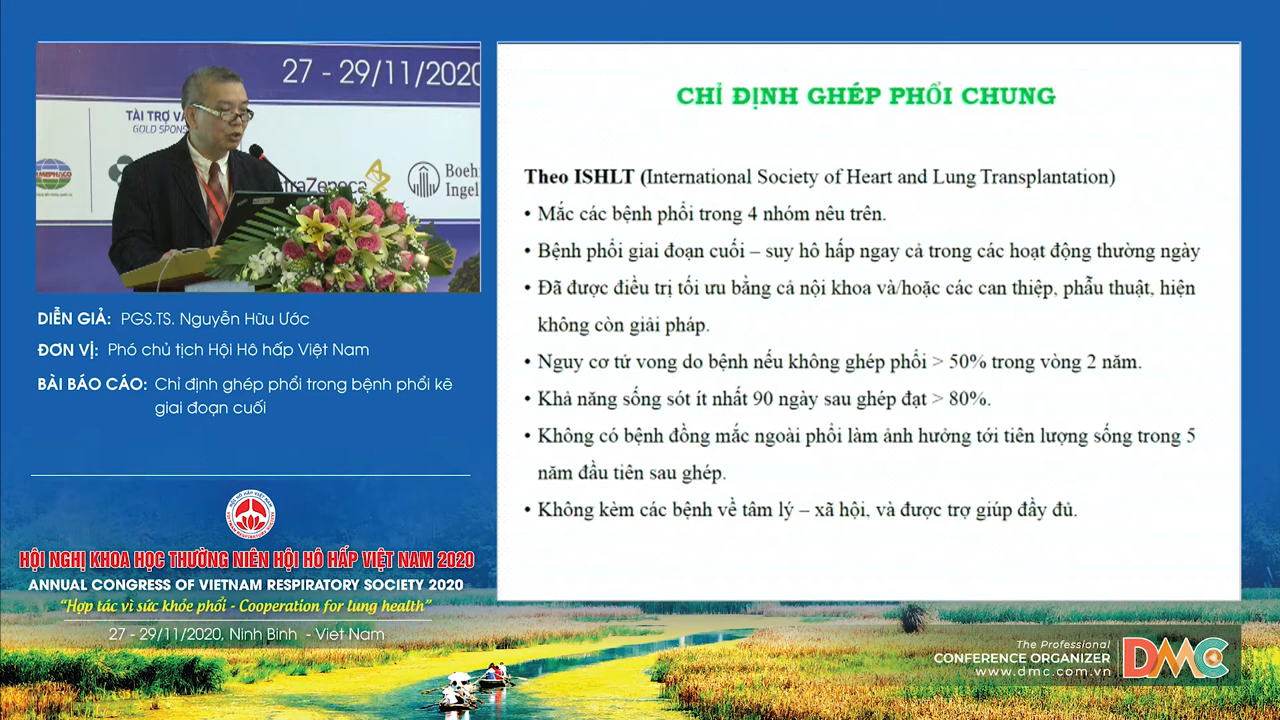 27 - 29/11/2020
TÀI TRỢ
GOLD SPONS
AstraZeneca
Boeh
Ingel
DIỄN GIẢ: PGS.TS. Nguyễn Hữu Ước
ĐƠN VỊ: Phó chủ tịch Hội Hô hấp Việt Nam
BÀI BÁO CÁO: Chỉ định ghép phổi trong bệnh phổi kẽ
giai đoạn cuối
HỘI NGHỊ KHOA HỌC THƯỜNG NIÊN HỘI HÔ HẤP VIỆT NAM 2020
ANNUAL CONGRESS OF VIETNAM RESPIRATORY SOCIETY 2020
“Hợp tác vì sức khỏe phổi - Cooperation for lung health”
27 - 29/11/2020, Ninh Binh - Viet Nam
CHỈ ĐỊNH GHÉP PHỔI CHUNG
Theo ISHLT (International Society of Heart and Lung Transplantation)
• Mắc các bệnh phổi trong 4 nhóm nêu trên.
• Bệnh phổi giai đoạn cuối – suy hô hấp ngay cả trong các hoạt động thường ngày
• Đã được điều trị tối ưu bằng cả nội khoa và/hoặc các can thiệp, phẫu thuật, hiện
không còn giải pháp.
• Nguy cơ tử vong do bệnh nếu không ghép phổi > 50% trong vòng 2 năm.
• Khả năng sống sót ít nhất 90 ngày sau ghép đạt > 80%.
• Không có bệnh đồng mắc ngoài phổi làm ảnh hưởng tới tiên lượng sống trong 5
năm đầu tiên sau ghép.
• Không kèm các bệnh về tâm lý – xã hội, và được trợ giúp đầy đủ.
The Professional
CONFERENCE ORGANIZER
www.dmc.com.vn
DMC